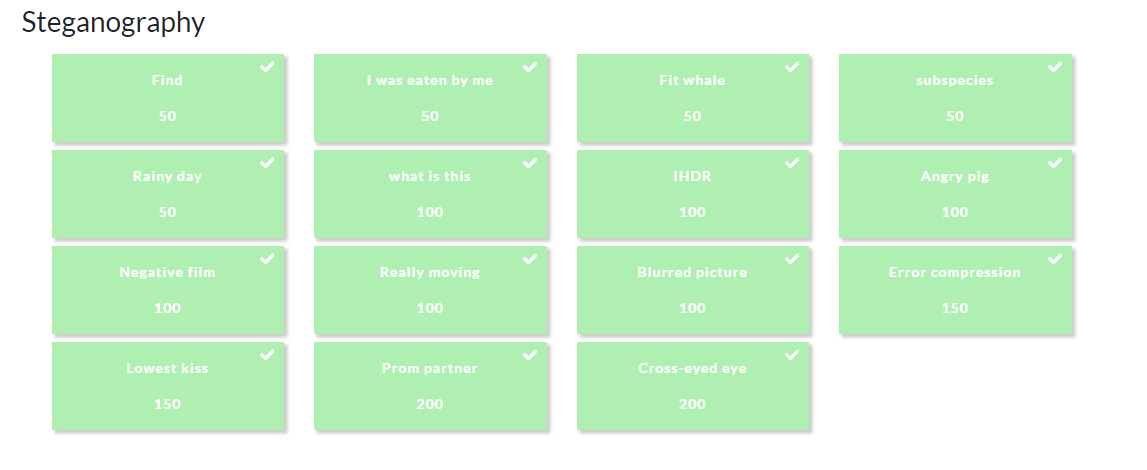 Steganography
Find
50
I was eaten by me
50
Fit whale
50
subspecies
50
Rainy day
50
what is this
100
IHDR
100
Angry pig
100
Negative film
100
Really moving
100
Blurred picture
100
Error compression
150
Lowest kiss
150
Prom partner
200
Cross-eyed eye
200